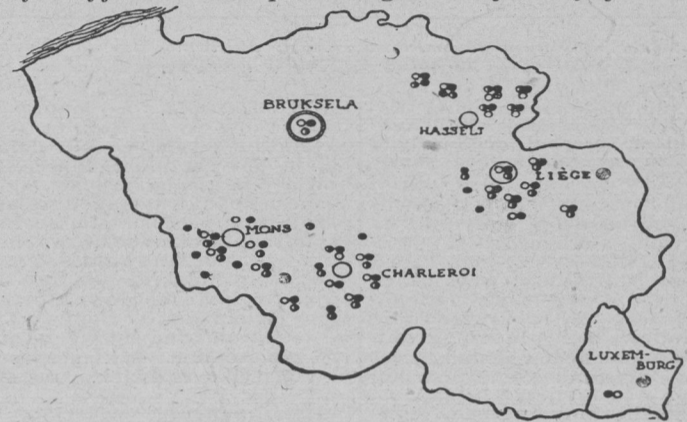 BRUKSELA
HASSELT
LIÈGE
MONS
CHARLEROI
LUXEM-
BURG